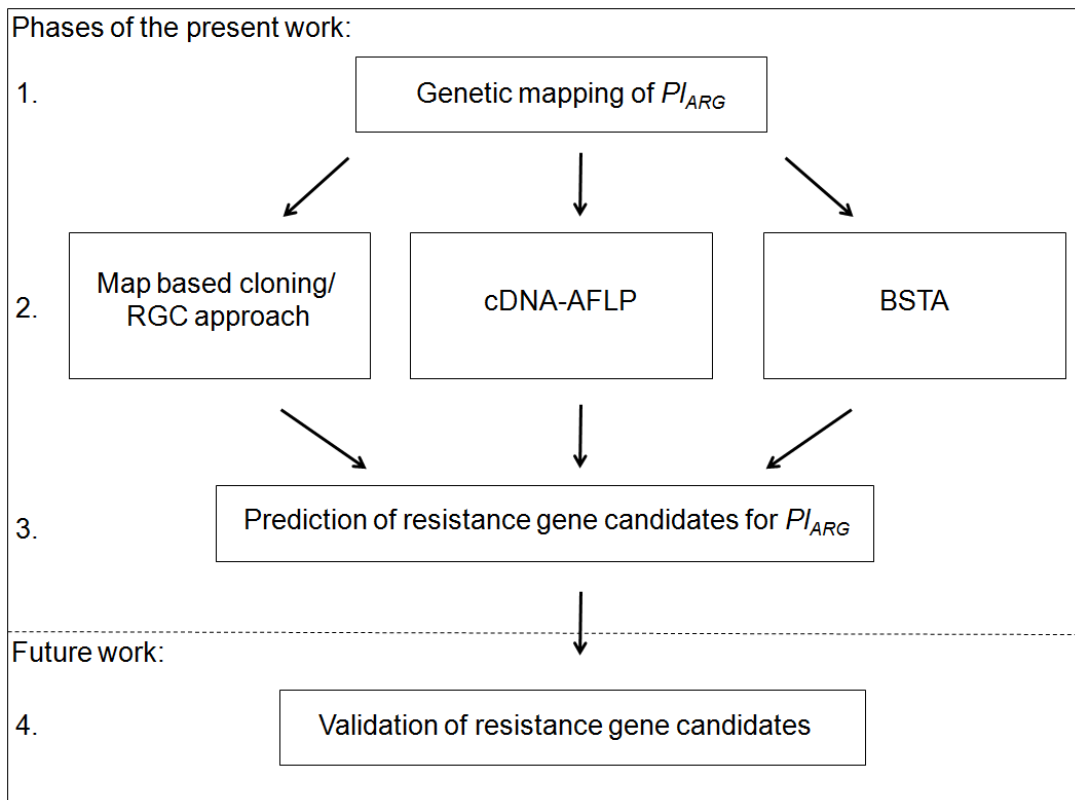 Phases of the present work:
1.
Genetic mapping of Pl_ARG
2.
Map based cloning/
RGC approach
cDNA-AFLP
BSTA
3.
Prediction of resistance gene candidates for Pl_ARG
Future work:
4.
Validation of resistance gene candidates